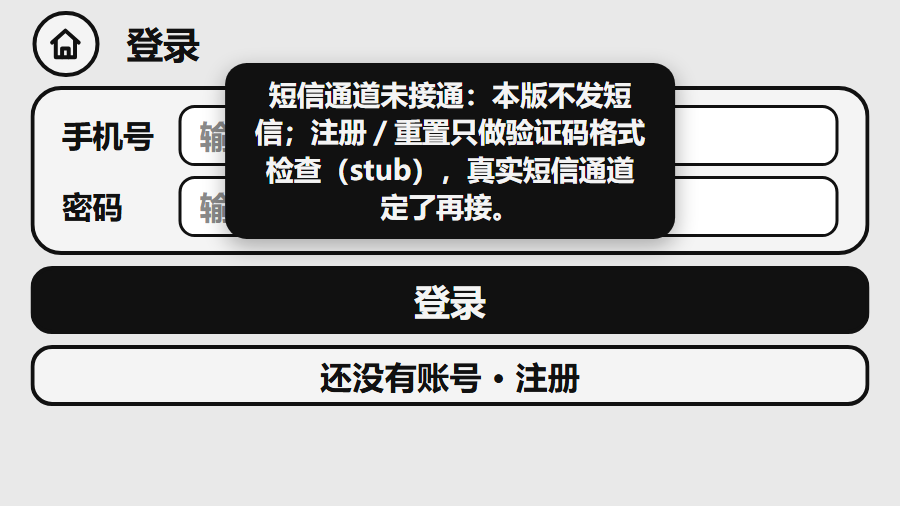 登录
短信通道未接通：本版不发短
信；注册 / 重置只做验证码格式
检查（stub），真实短信通道
定了再接。
手机号
输
密码
输
登录
还没有账号 · 注册